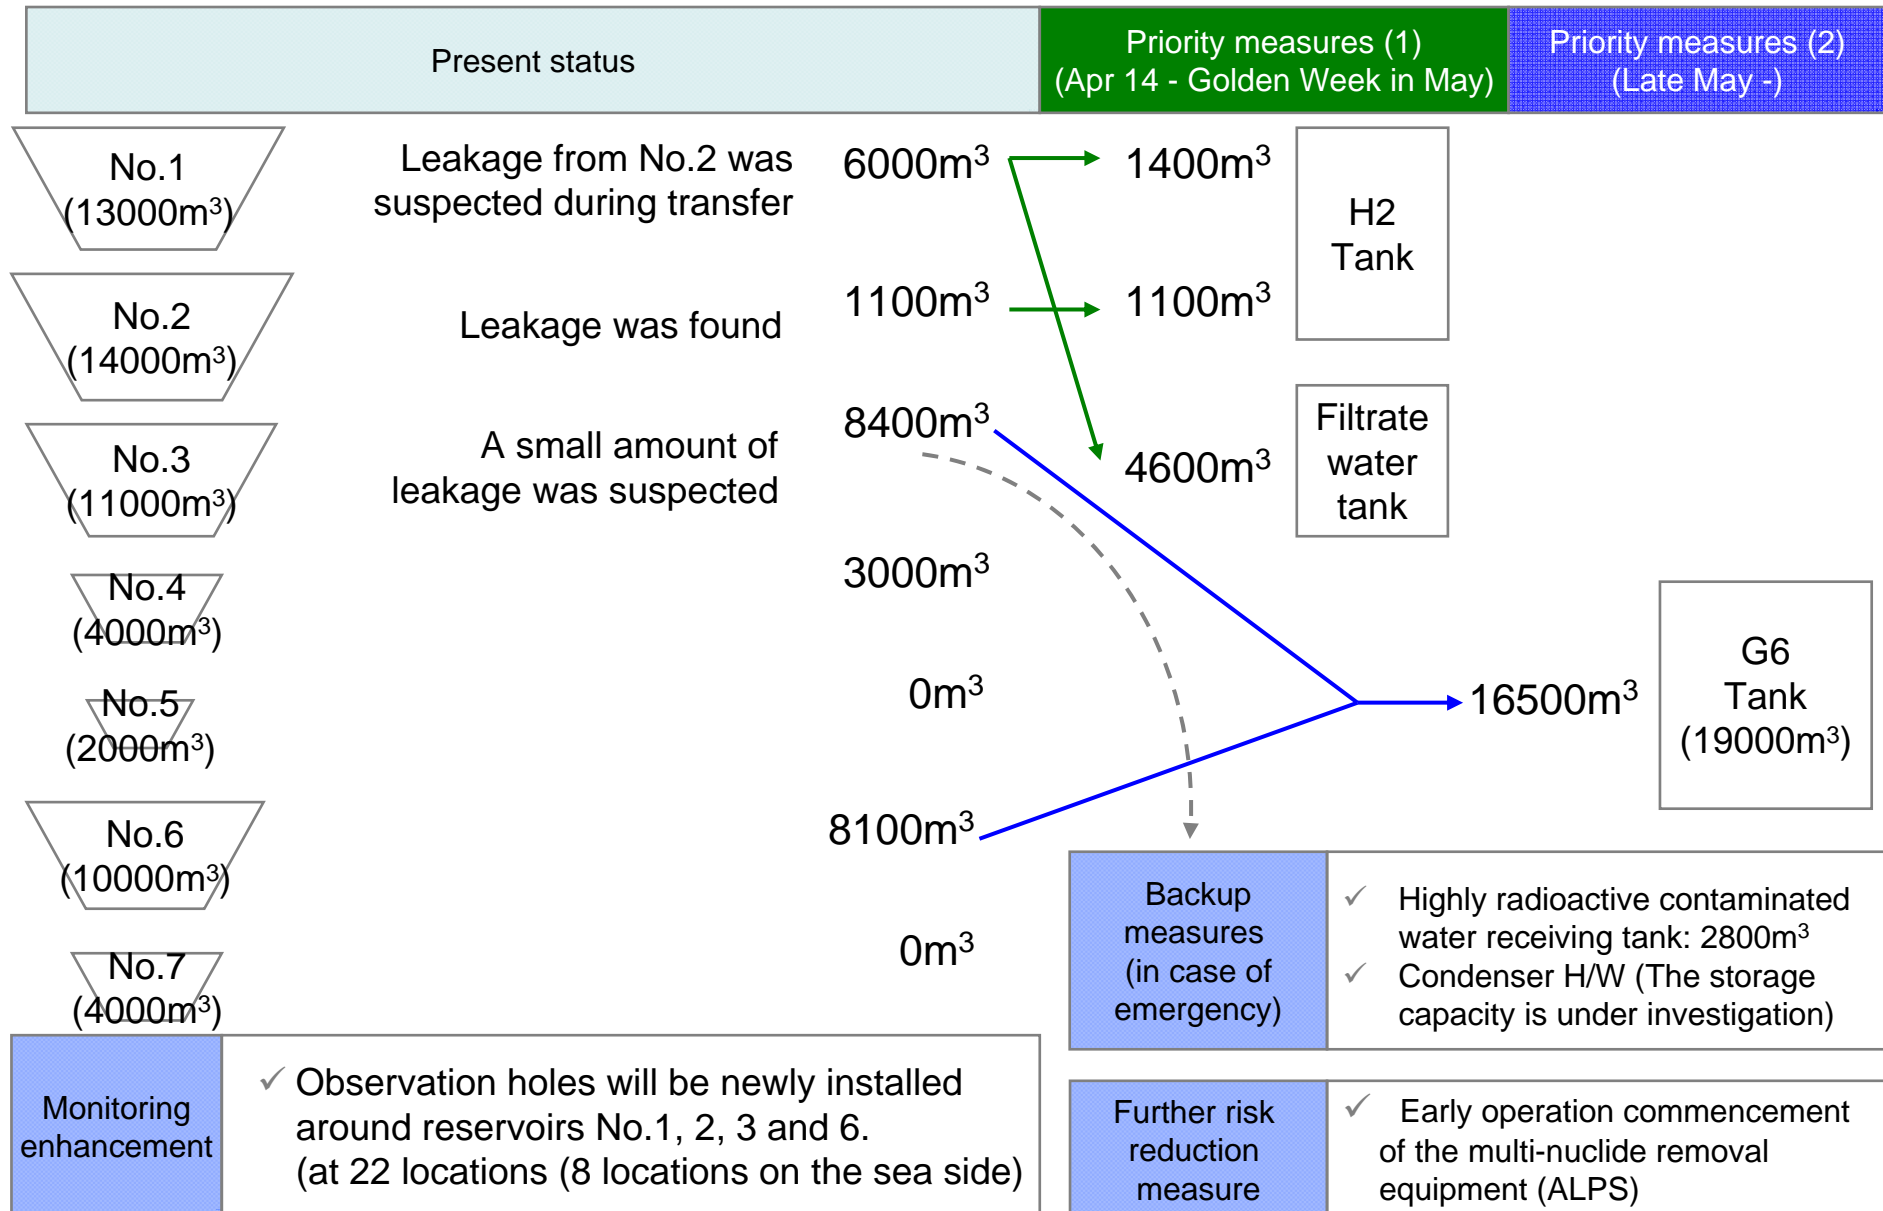 Present status
Priority measures (1)
(Apr 14 - Golden Week in May)
Priority measures (2)
(Late May -)
No.1
(13000m³)
Leakage from No.2 was
suspected during transfer
6000m³
1400m³
H2
Tank
No.2
(14000m³)
Leakage was found
1100m³
1100m³
No.3
(11000m³)
A small amount of
leakage was suspected
8400m³
4600m³
Filtrate
water
tank
No.4
(4000m³)
3000m³
No.5
(2000m³)
0m³
16500m³
G6
Tank
(19000m³)
No.6
(10000m³)
8100m³
No.7
(4000m³)
0m³
Backup
measures
(in case of
emergency)
✓ Highly radioactive contaminated
water receiving tank: 2800m³
✓ Condenser H/W (The storage
capacity is under investigation)
Monitoring
enhancement
✓ Observation holes will be newly installed
around reservoirs No.1, 2, 3 and 6.
(at 22 locations (8 locations on the sea side)
Further risk
reduction
measure
✓ Early operation commencement
of the multi-nuclide removal
equipment (ALPS)